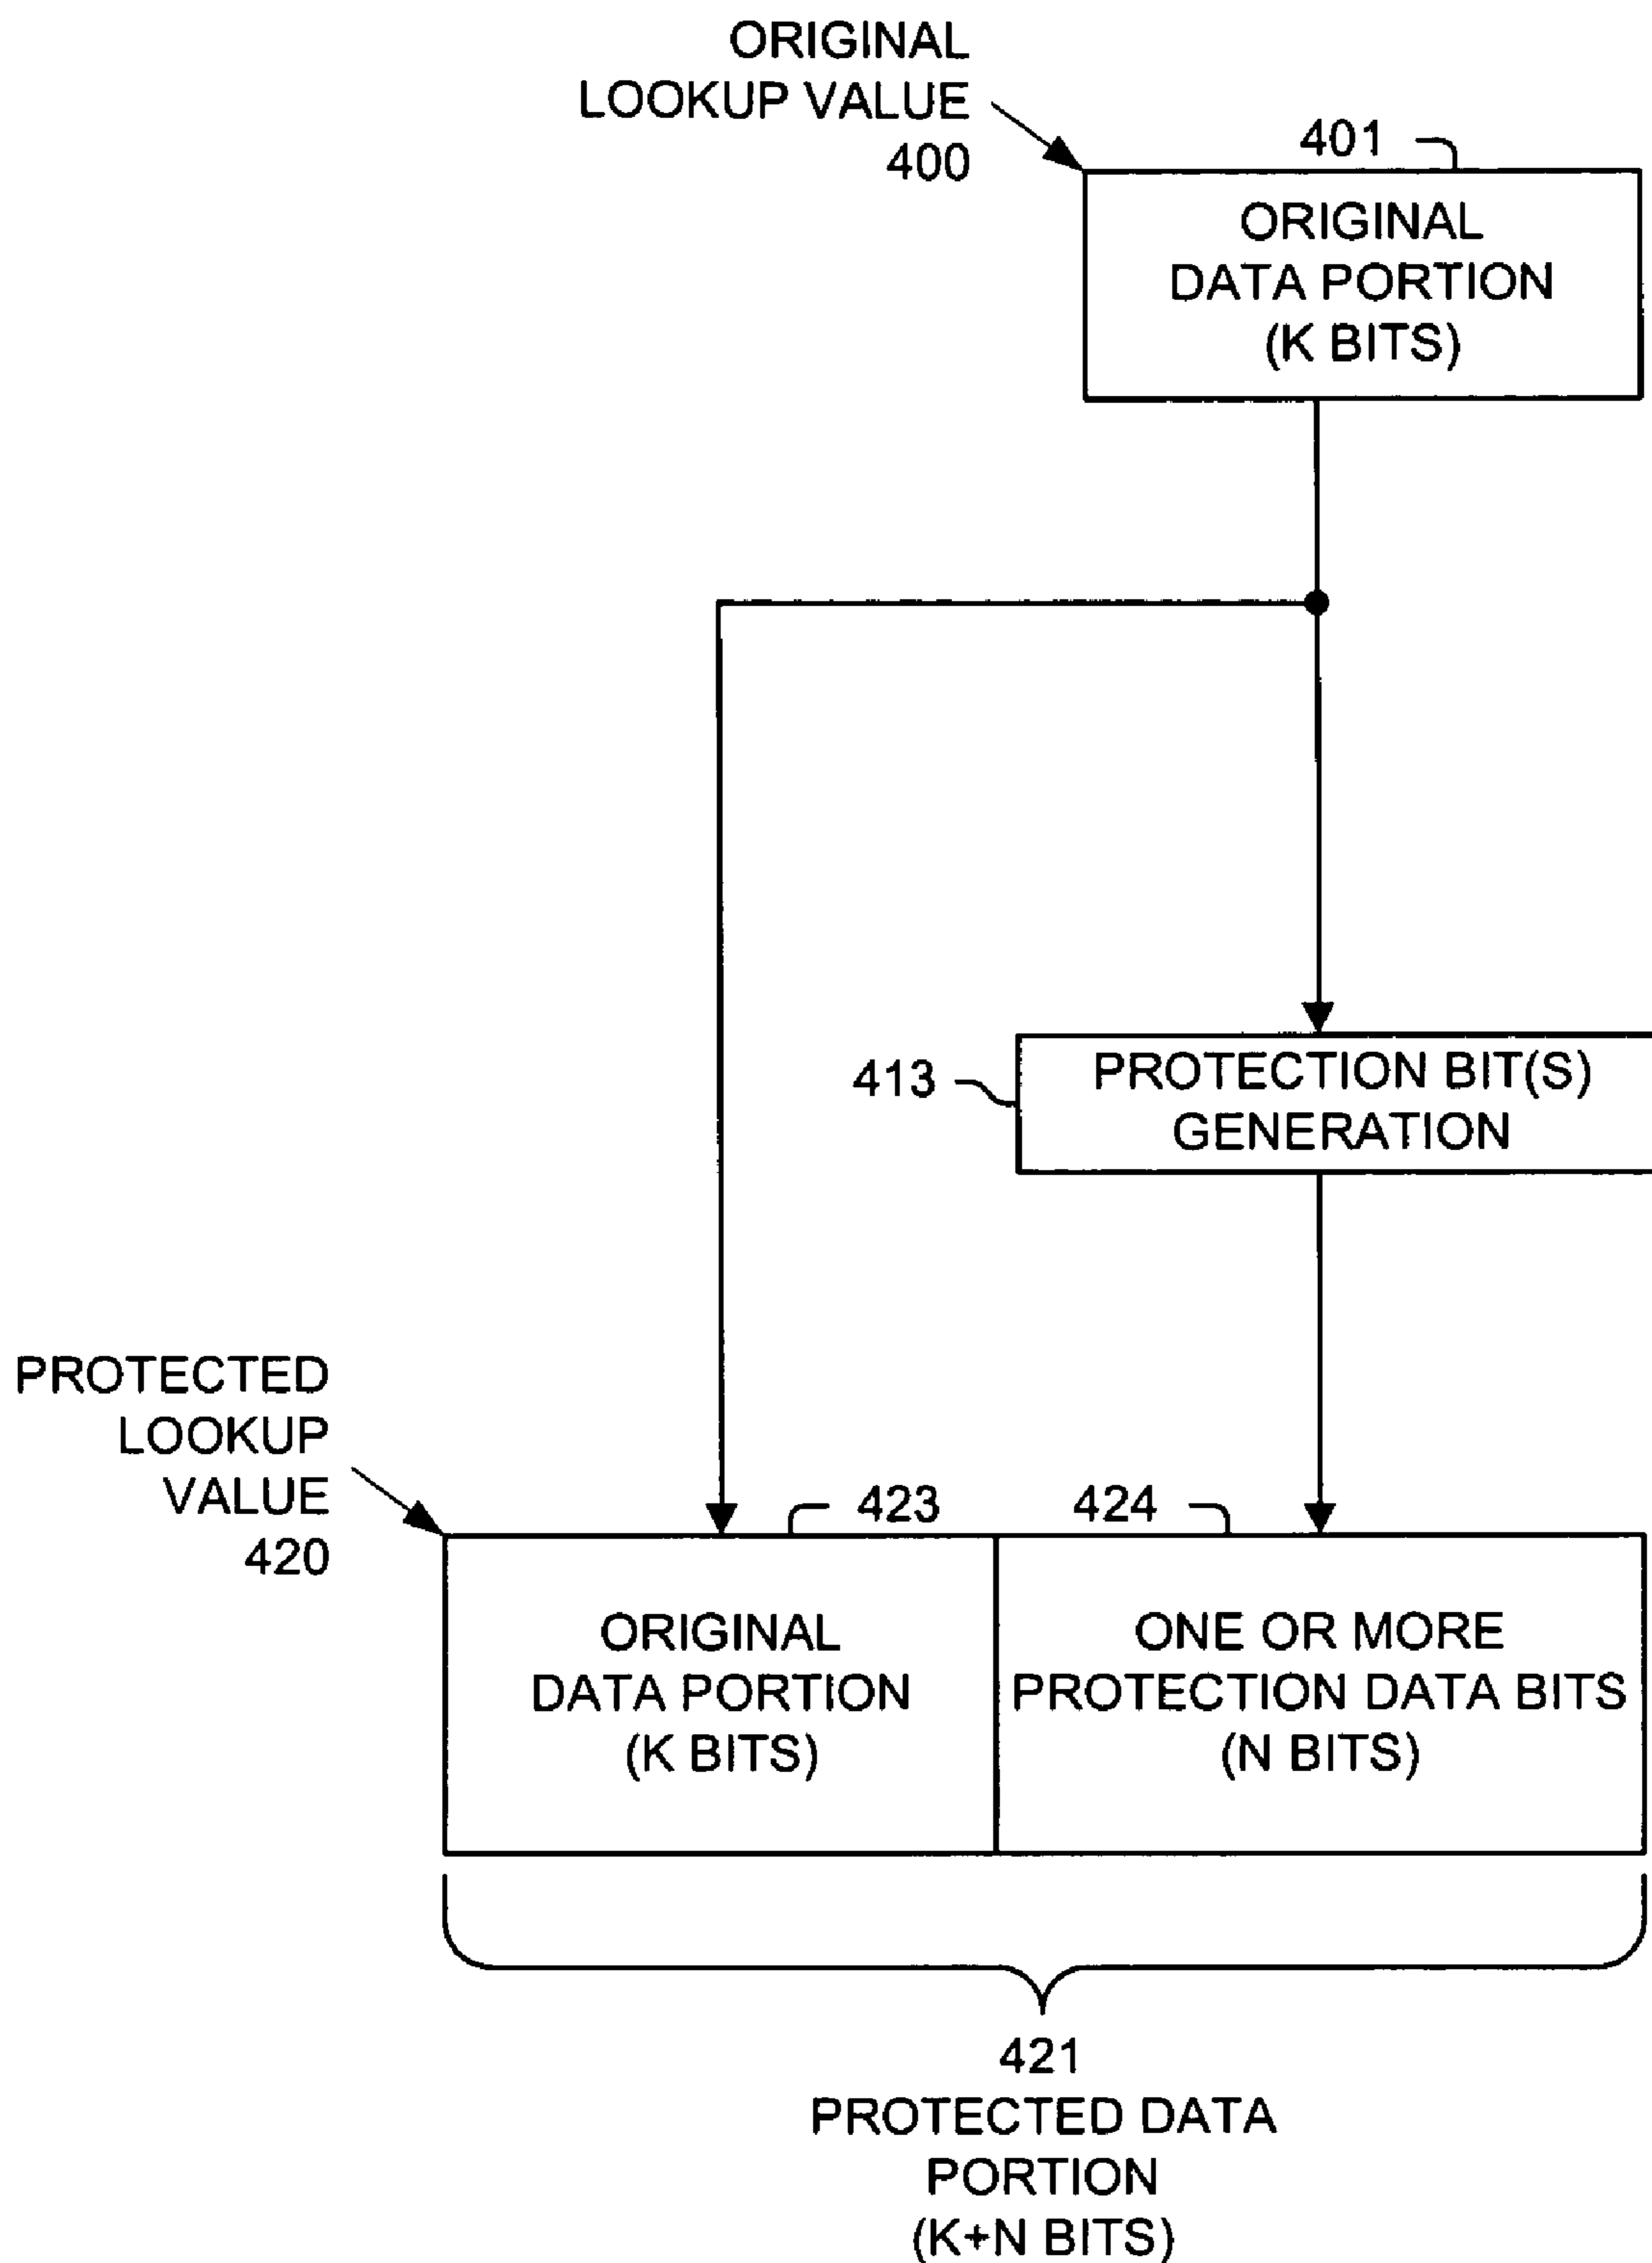 ORIGINAL
LOOKUP VALUE
400
401
ORIGINAL
DATA PORTION
(K BITS)
413
PROTECTION BIT(S)
GENERATION
PROTECTED
LOOKUP
VALUE
420
423
424
ORIGINAL
DATA PORTION
(K BITS)
ONE OR MORE
PROTECTION DATA BITS
(N BITS)
421
PROTECTED DATA
PORTION
(K+N BITS)